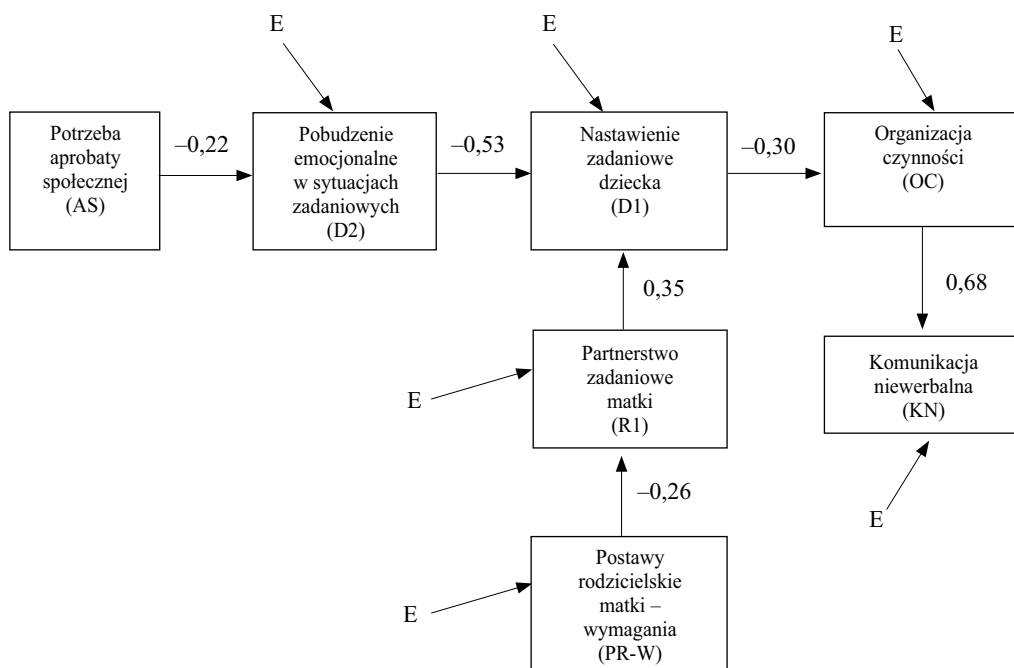 E
E
E
Potrzeba
aprobaty
społecznej
(AS)
–0,22
Pobudzenie
emocjonalne
w sytuacjach
zadaniowych
(D2)
–0,53
Nastawienie
zadaniowe
dziecka
(D1)
–0,30
Organizacja
czynności
(OC)
0,35
0,68
Partnerstwo
zadaniowe
matki
(R1)
E
Komunikacja
niewerbalna
(KN)
–0,26
E
Postawy
rodzicielskie
matki –
wymagania
(PR-W)
E